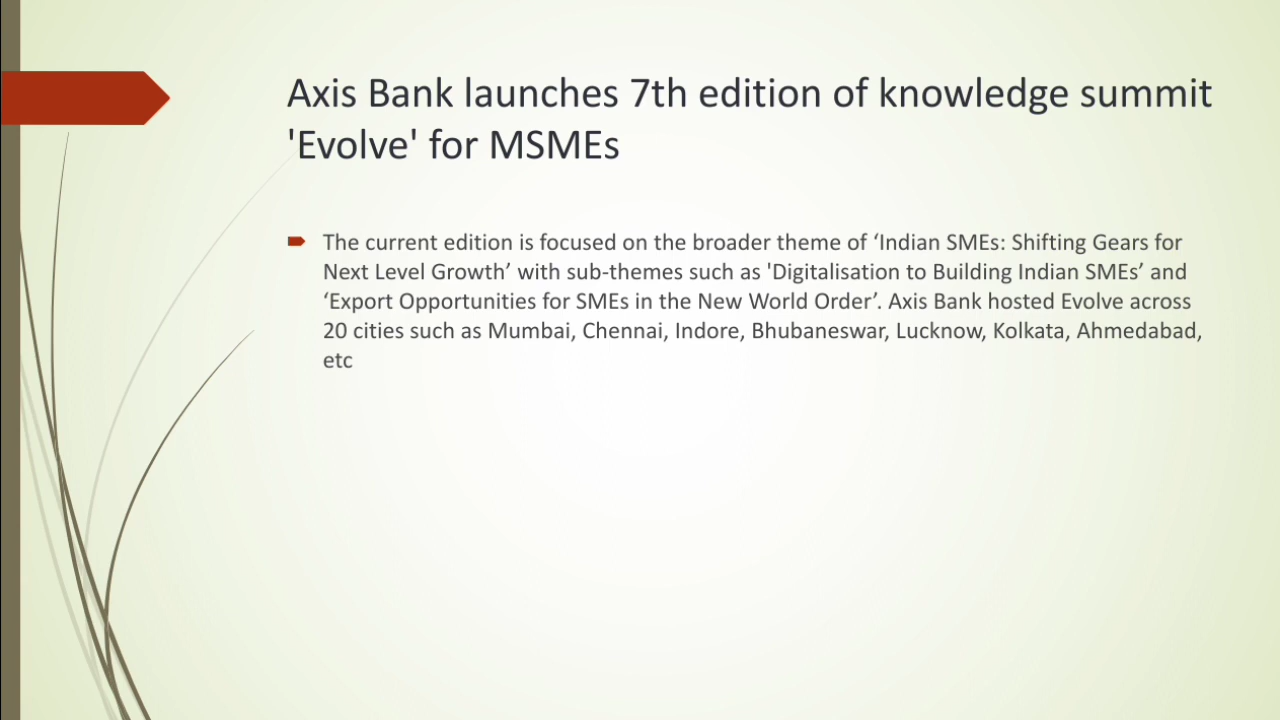 Axis Bank launches 7th edition of knowledge summit
'Evolve' for MSMEs
The current edition is focused on the broader theme of ‘Indian SMEs: Shifting Gears for
Next Level Growth’ with sub-themes such as 'Digitalisation to Building Indian SMEs’ and
‘Export Opportunities for SMEs in the New World Order’. Axis Bank hosted Evolve across
20 cities such as Mumbai, Chennai, Indore, Bhubaneswar, Lucknow, Kolkata, Ahmedabad,
etc